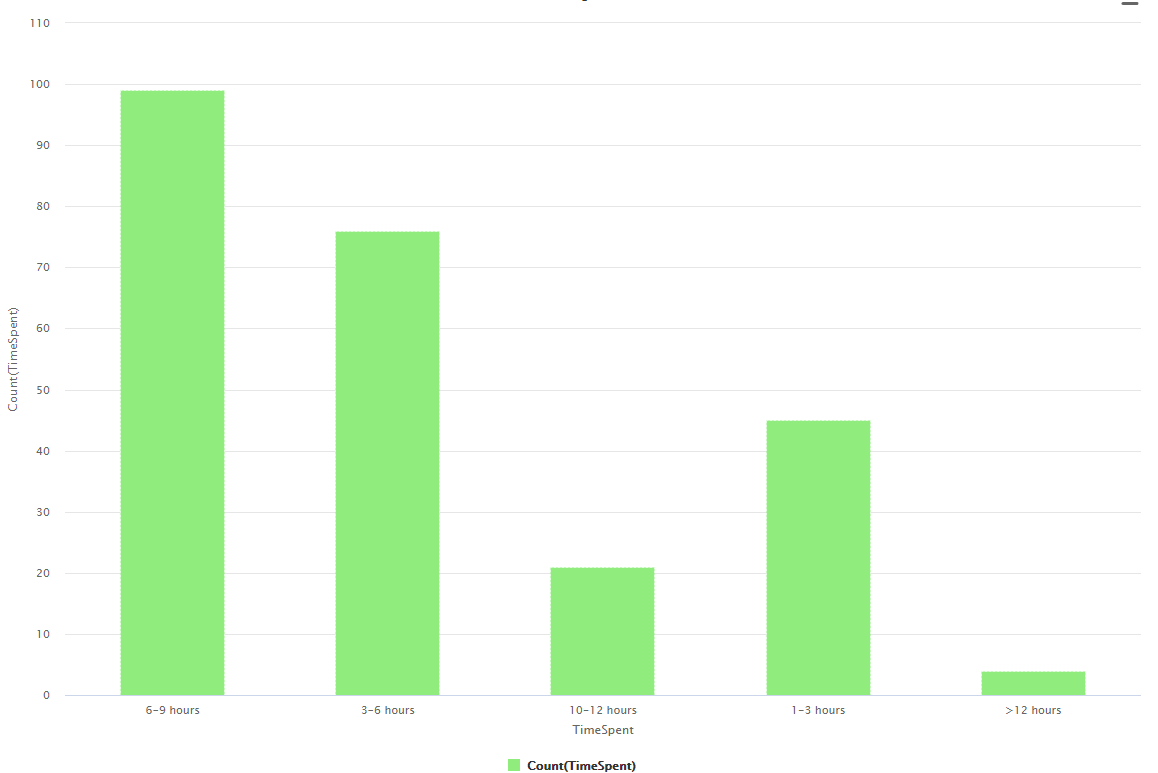 110
100
90
80
70
60
50
40
30
20
10
0
Count(TimeSpent)
6-9 hours
3-6 hours
10-12 hours
1-3 hours
>12 hours
TimeSpent
Count(TimeSpent)